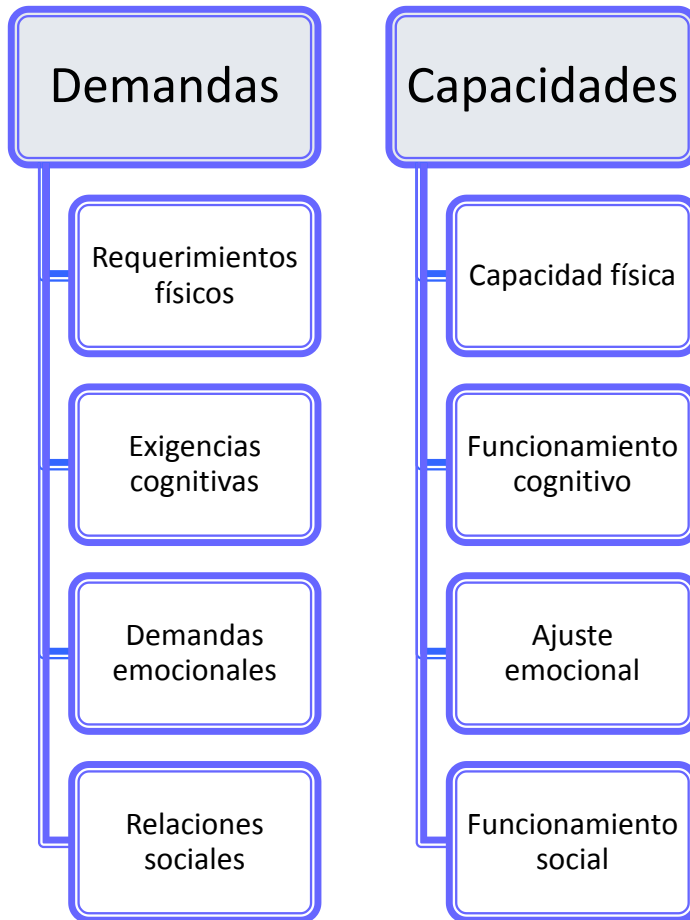 Demandas
Requerimientos
físicos
Exigencias
cognitivas
Demandas
emocionales
Relaciones
sociales
Capacidades
Capacidad física
Funcionamiento
cognitivo
Ajuste
emocional
Funcionamiento
social